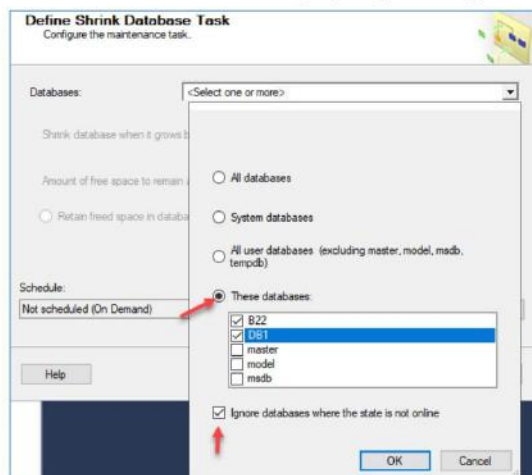 Define Shrink Database Task
Configure the maintenance task.
Databases:
<Select one or more>
Shrink database when it grows b
Amount of free space to remain
Retain freed space in databa
All databases
System databases
All user databases (excluding master, model, msdb,
tempdb)
Schedule:
Not scheduled (On Demand)
These databases:
B22
DB1
master
model
msdb
Ignore databases where the state is not online
Help
OK
Cancel